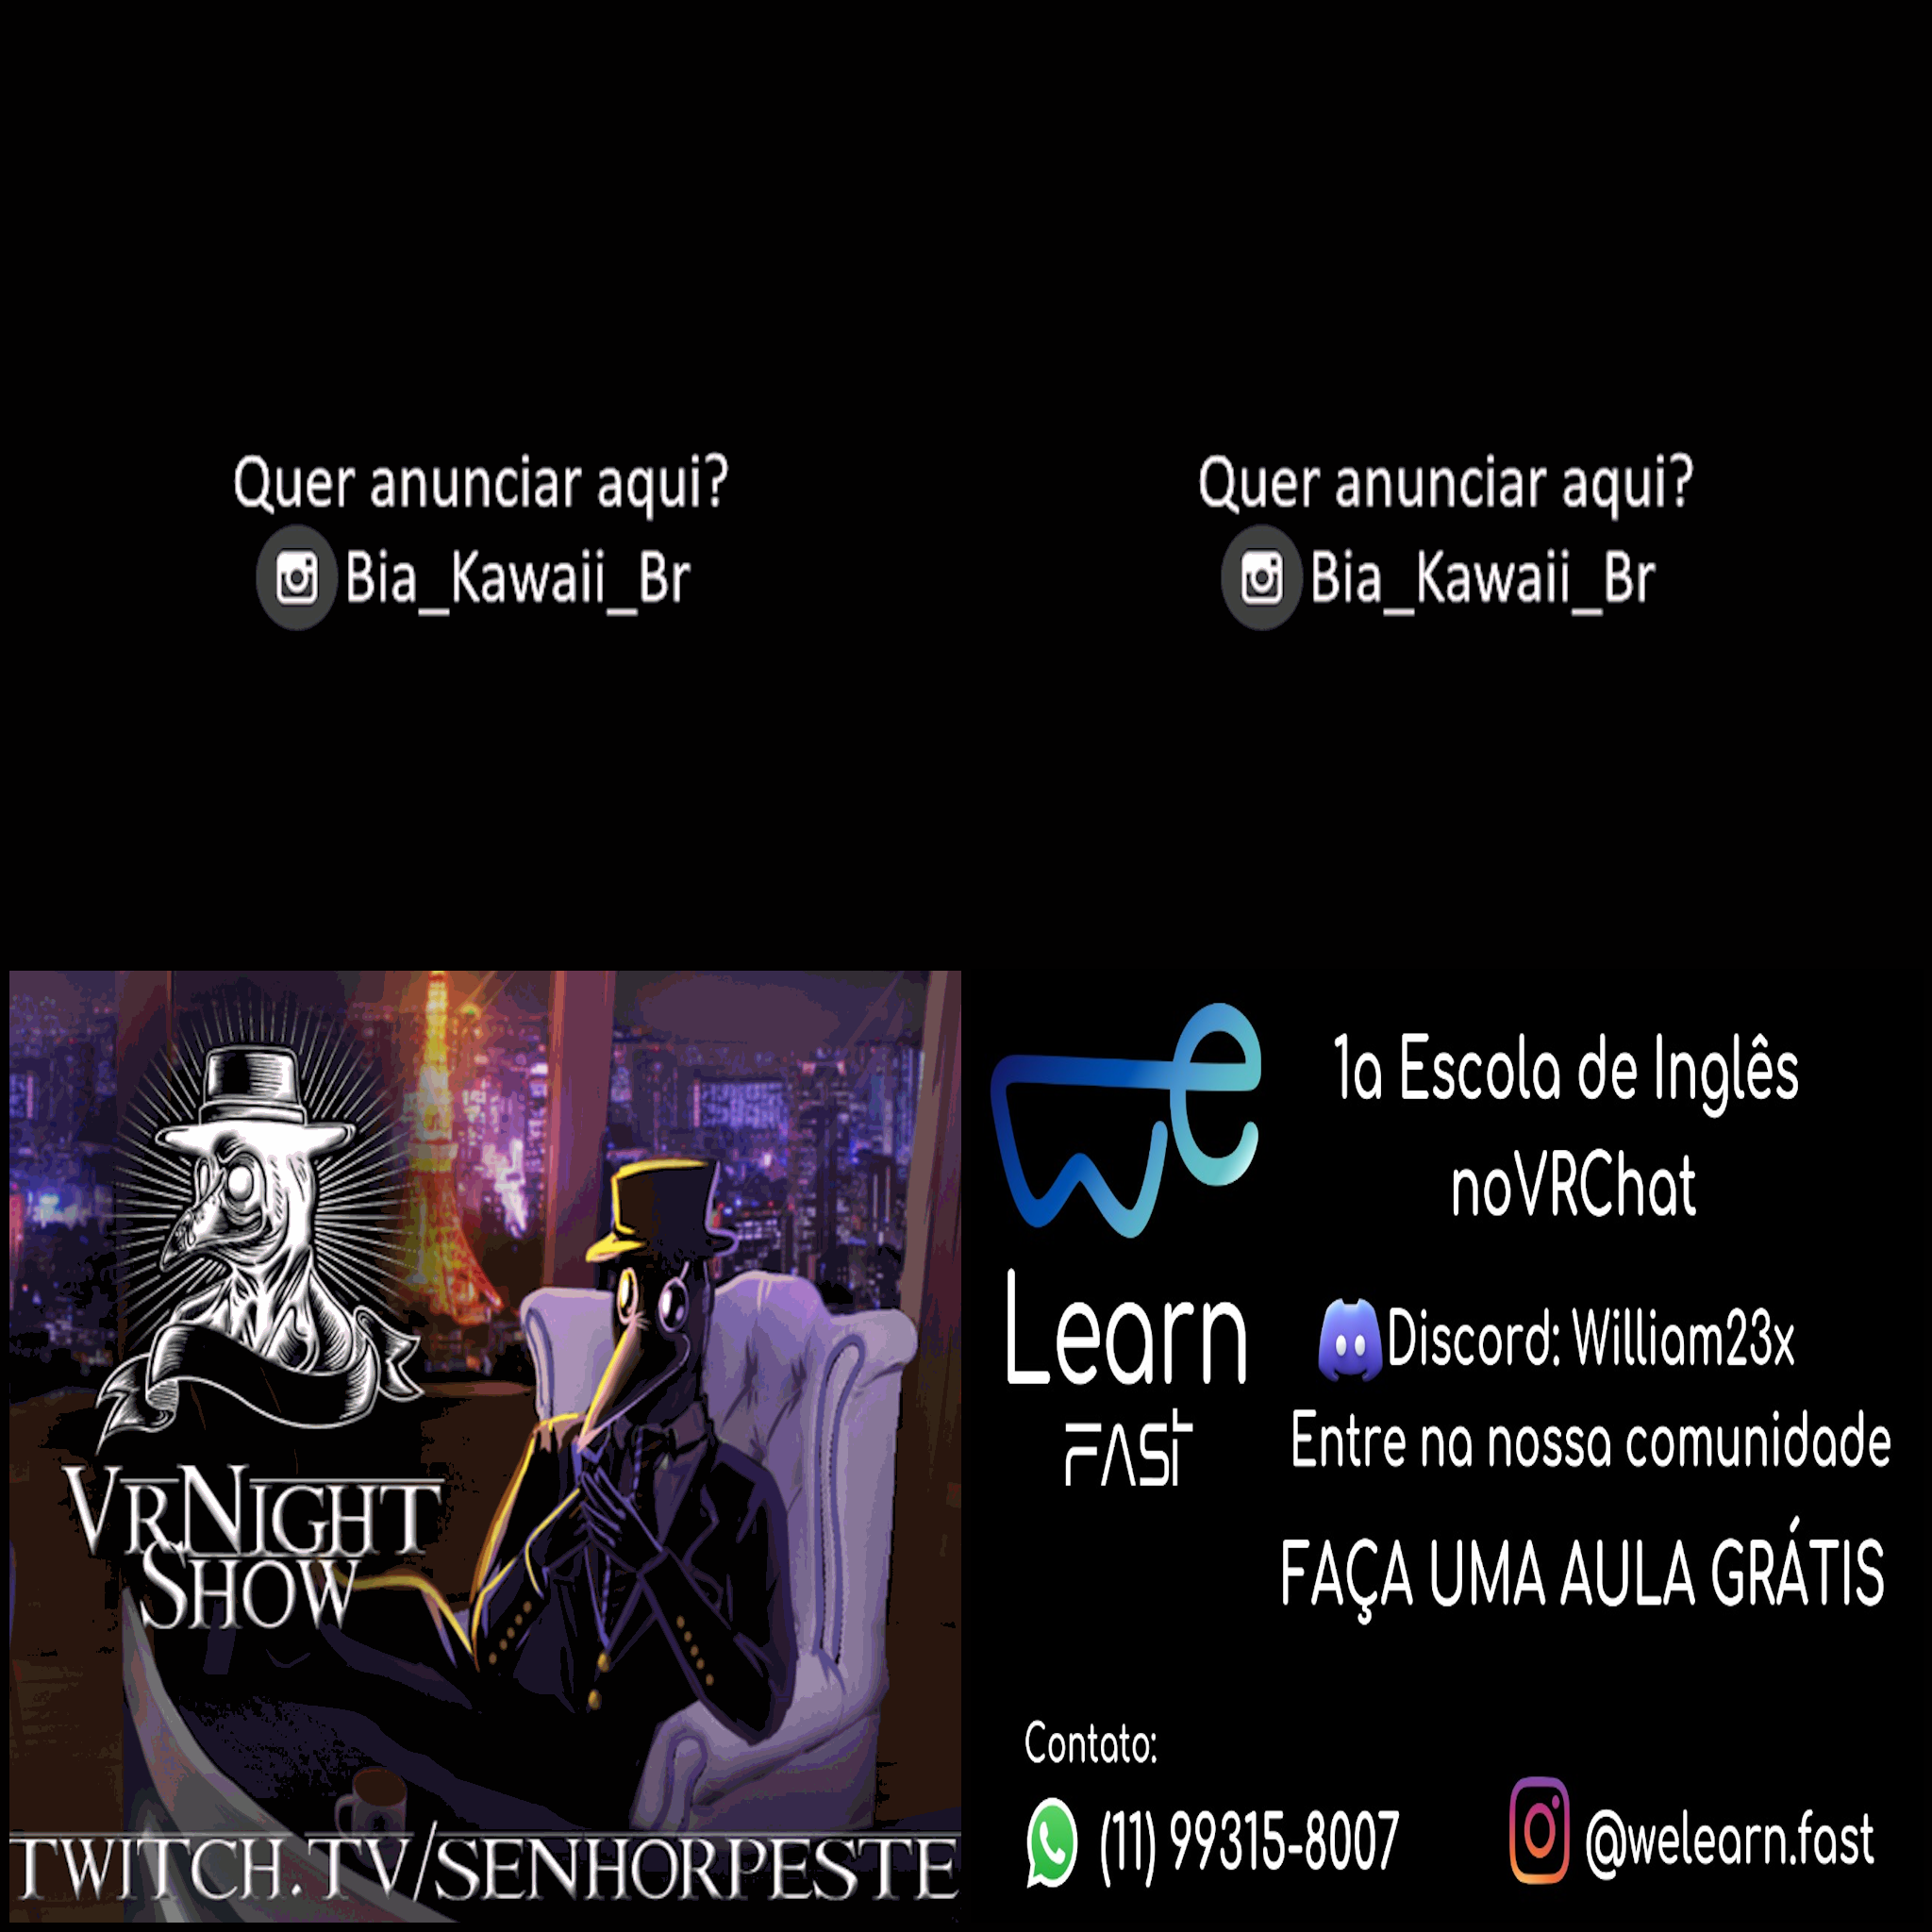 Quer anunciar aqui?
Bia_Kawaii_Br
Quer anunciar aqui?
Bia_Kawaii_Br
VRNIGHT
SHOW
TWITCH.TV/SENHORPESTE
we
Learn
FASt
1a Escola de Inglês
noVRChat
Discord: William23x
Entre na nossa comunidade
FAÇA UMA AULA GRÁTIS
Contato:
(11) 99315-8007
@welearn.fast